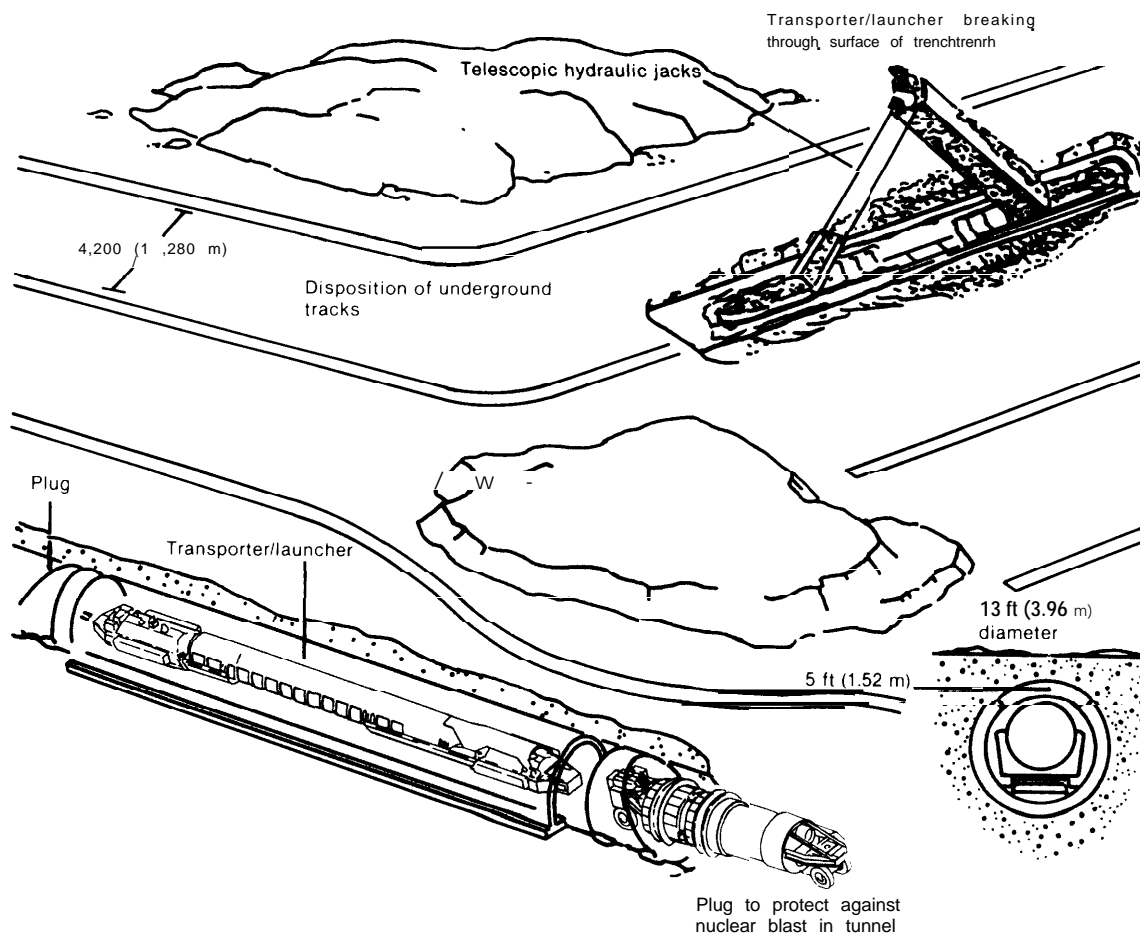 Transporter/launcher breaking
through surface of trenchtrenrh
Telescopic hydraulic jacks
4,200 (1 ,280 m)
Disposition of underground
tracks
W -
Plug
Transporter/launcher
13 ft (3.96 m)
diameter
5 ft (1.52 m)
Plug to protect against
nuclear blast in tunnel